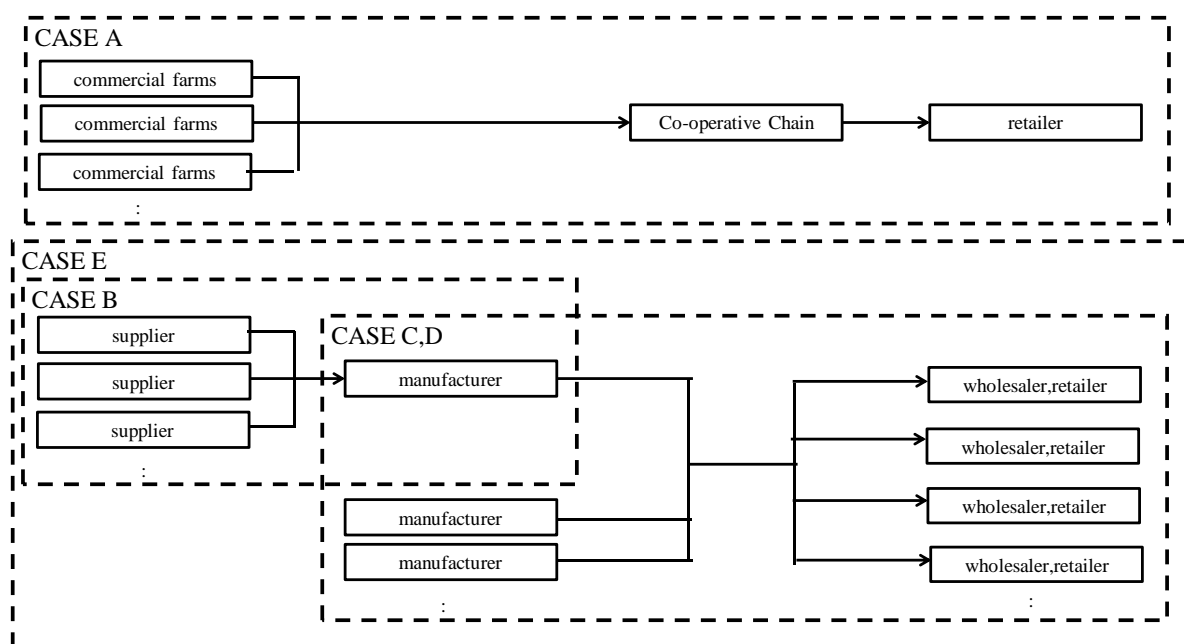 CASE A
commercial farms
commercial farms
Co-operative Chain
retailer
commercial farms
:
CASE E
CASE B
supplier
CASE C,D
supplier
manufacturer
wholesaler,retailer
supplier
wholesaler,retailer
:
manufacturer
wholesaler,retailer
manufacturer
wholesaler,retailer
:
: